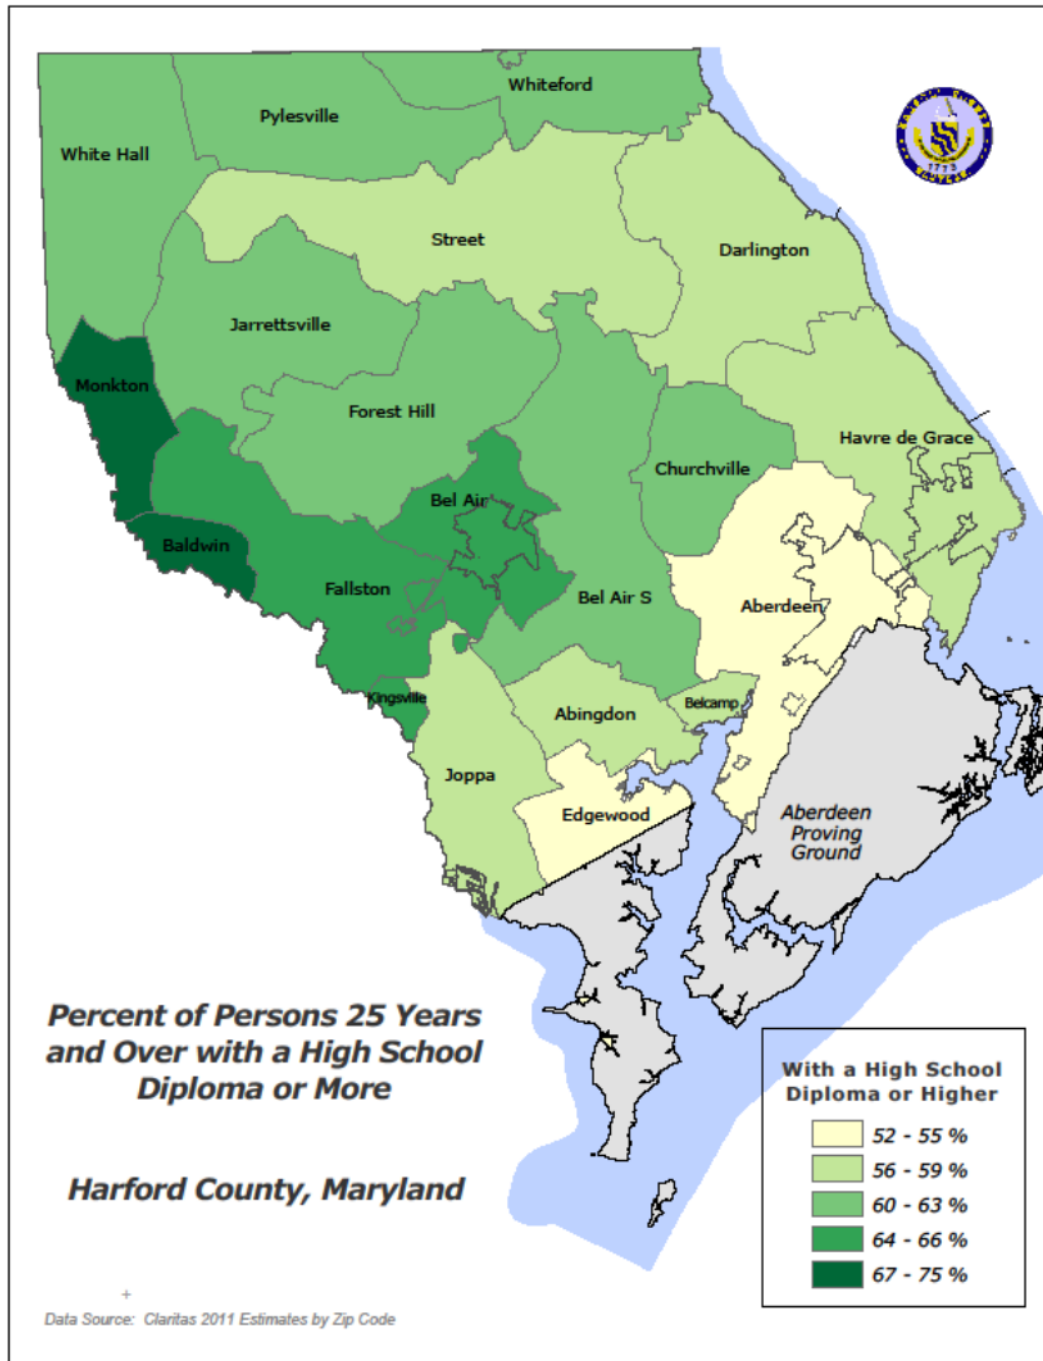 Whiteford
Pylesville
White Hall
Street
Darlington
Jarrettsville
Monkton
Forest Hill
Havre de Grace
Churchville
Bel Air
Baldwin
Fallston
Bel Air S
Aberdeen
Kingsville
Belcamp
Abingdon
Joppa
Edgewood
Aberdeen
Proving
Ground
1773
Percent of Persons 25 Years
and Over with a High School
Diploma or More
Harford County, Maryland
With a High School
Diploma or Higher
52 - 55 %
56 - 59 %
60 - 63 %
64 - 66 %
67 - 75 %
Data Source: Claritas 2011 Estimates by Zip Code